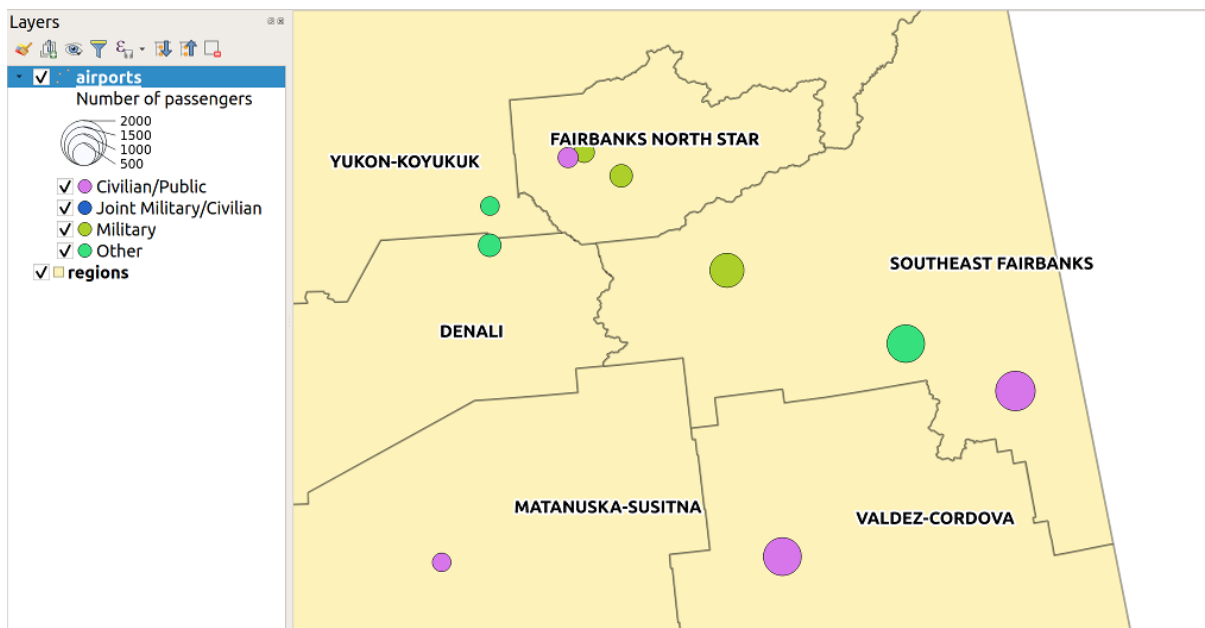 Layers
airports
Number of passengers
2000
1500
1000
500
Civilian/Public
Joint Military/Civilian
Military
Other
regions
FAIRBANKS NORTH STAR
YUKON-KOYUKUK
SOUTHEAST FAIRBANKS
DENALI
MATANUSKA-SUSITNA
VALDEZ-CORDOVA